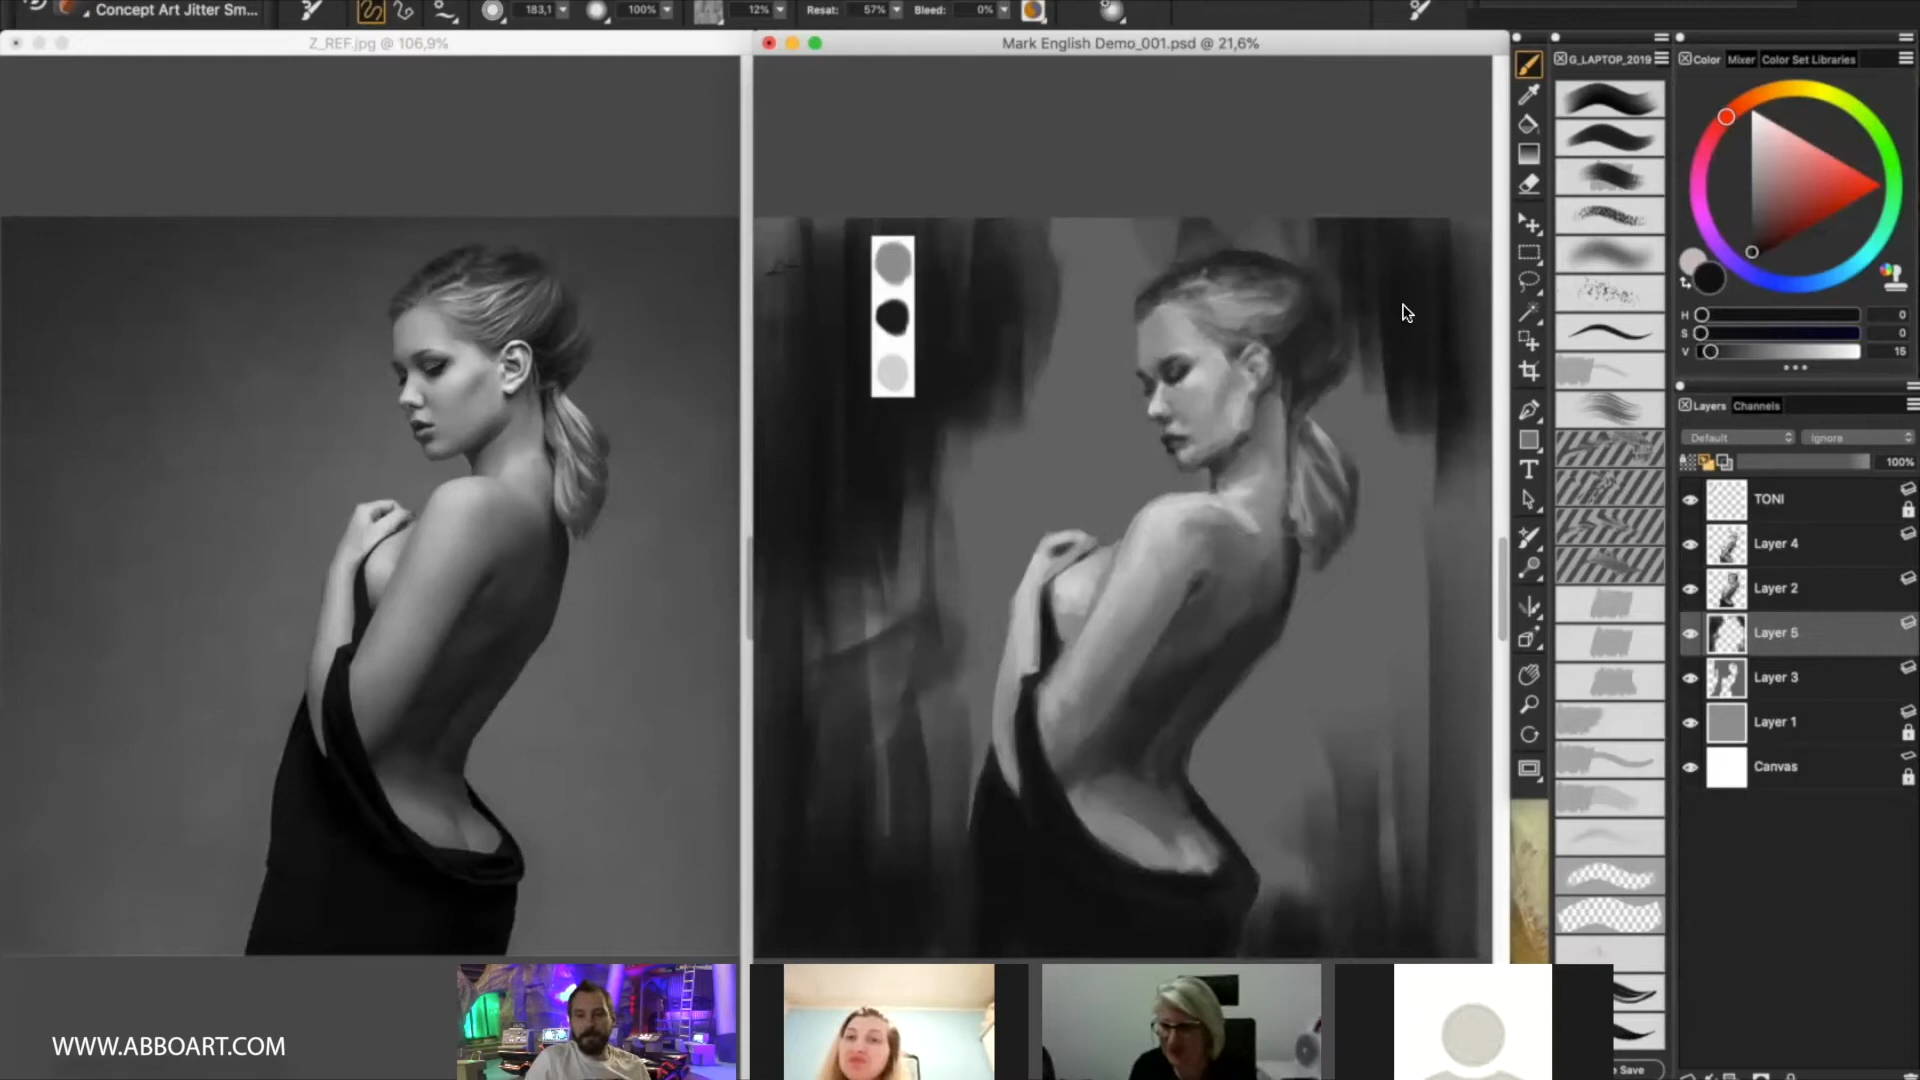 Concept Art Jitter Sm...
183,1
100%
12%
Resat:
57%
Bleed:
0%
Z_REF.jpg @ 106,9%
Mark English Demo_001.psd @ 21,6%
G_LAPTOP_2019
Color
Mixer
Color Set Libraries
H
0
S
0
V
15
Layers
Channels
Default
Ignore
100%
TONI
Layer 4
Layer 2
Layer 5
Layer 3
Layer 1
Canvas
Save
WWW.ABBOART.COM